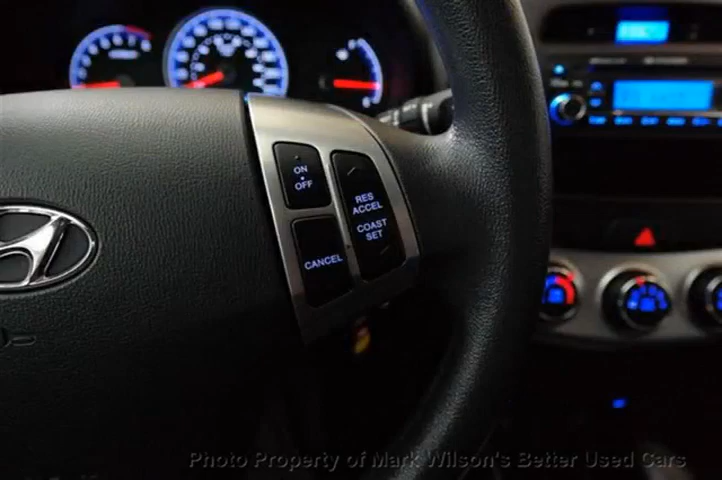 ON
OFF
RES
ACCEL
COAST
SET
CANCEL
Photo Property of Mark Wilson's Better Used Cars